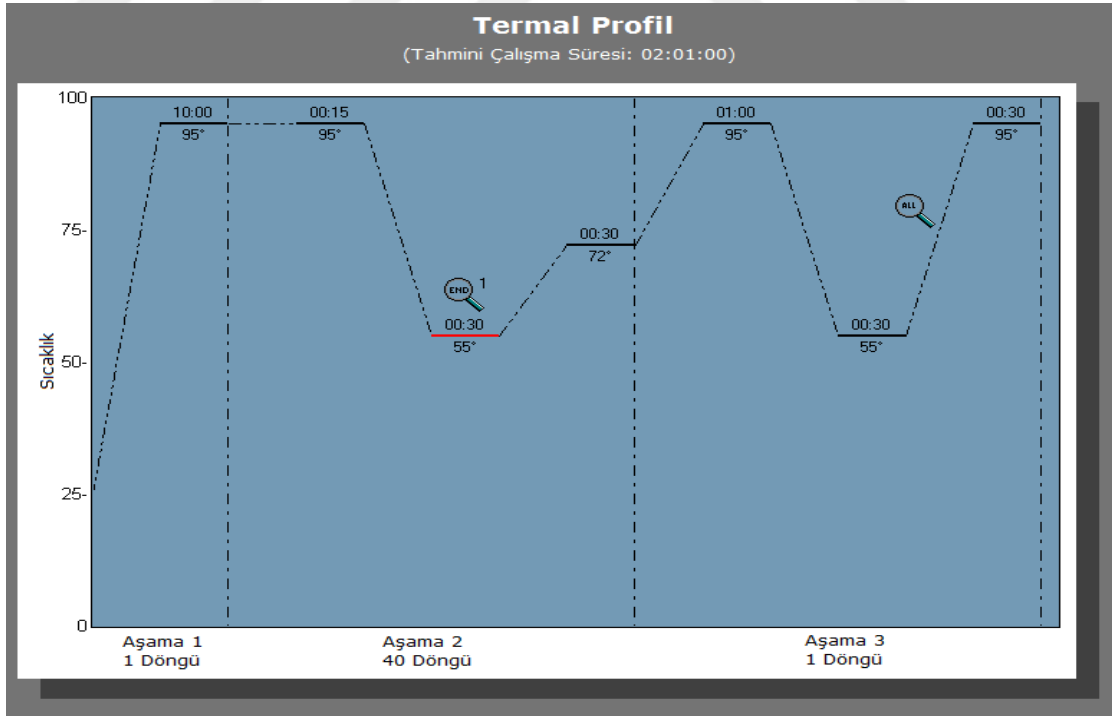 Termal Profil
(Tahmini Çalışma Süresi: 02:01:00)
100
10:00
00:15
01:00
00:30
95°
95°
95°
95°
ALL
75-
00:30
72°
END 1
00:30
00:30
55°
55°
50-
Sıcaklık
25-
0
Aşama 1
Aşama 2
Aşama 3
1 Döngü
40 Döngü
1 Döngü